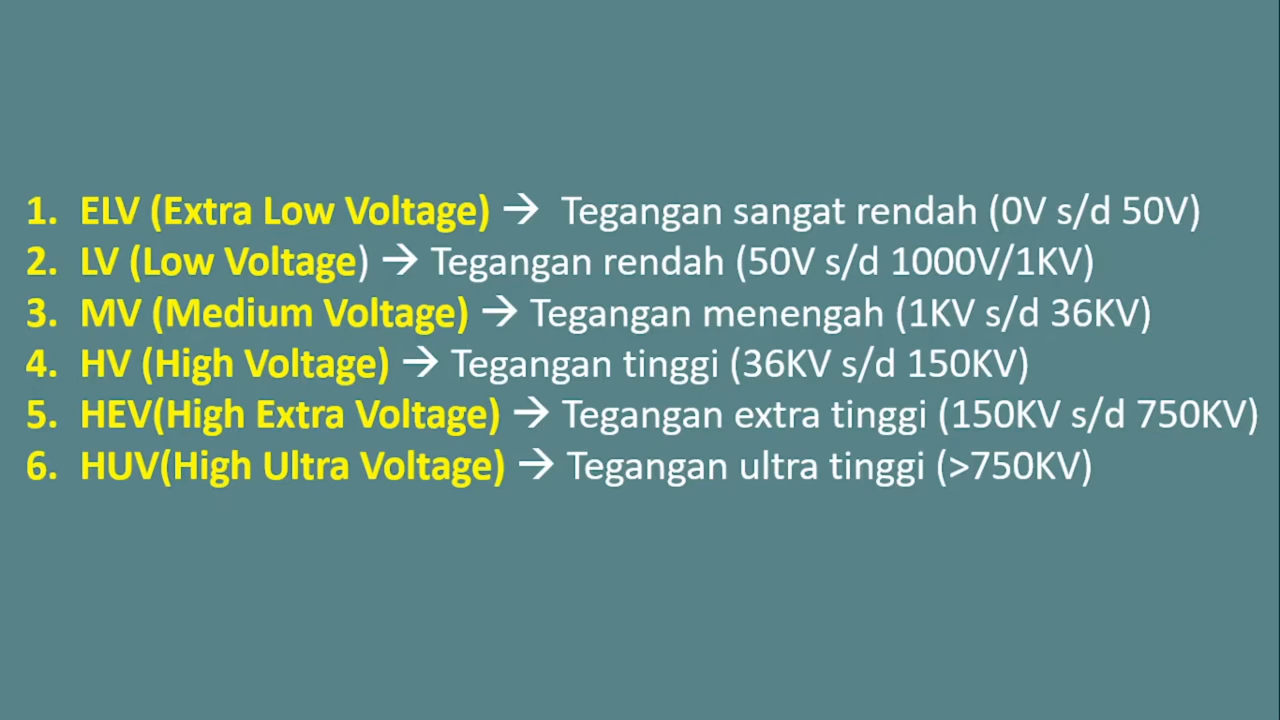 1. ELV (Extra Low Voltage) → Tegangan sangat rendah (0V s/d 50V)
2. LV (Low Voltage) → Tegangan rendah (50V s/d 1000V/1KV)
3. MV (Medium Voltage) → Tegangan menengah (1KV s/d 36KV)
4. HV (High Voltage) → Tegangan tinggi (36KV s/d 150KV)
5. HEV(High Extra Voltage) → Tegangan extra tinggi (150KV s/d 750KV)
6. HUV(High Ultra Voltage) → Tegangan ultra tinggi (>750KV)